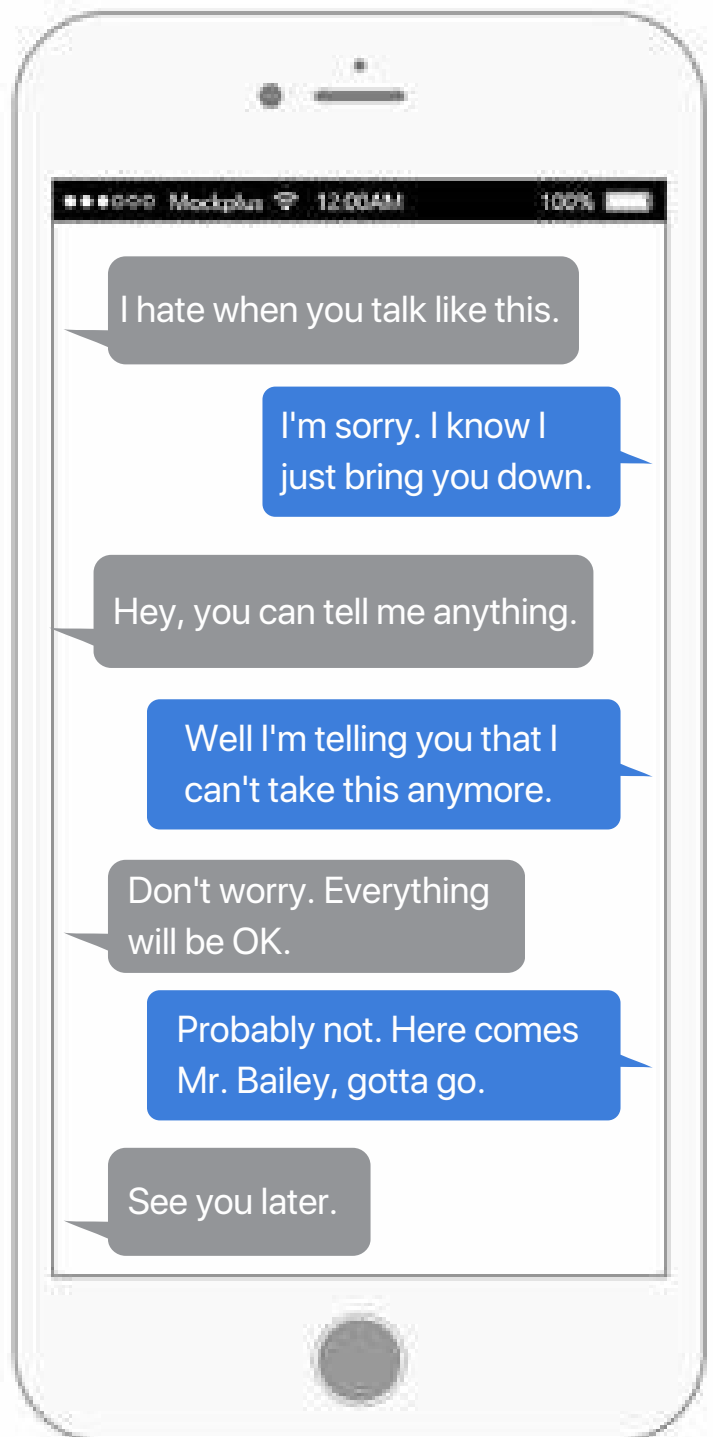 Mockplus 12:00AM 100%
I hate when you talk like this.
I'm sorry. I know I
just bring you down.
Hey, you can tell me anything.
Well I'm telling you that I
can't take this anymore.
Don't worry. Everything
will be OK.
Probably not. Here comes
Mr. Bailey, gotta go.
See you later.